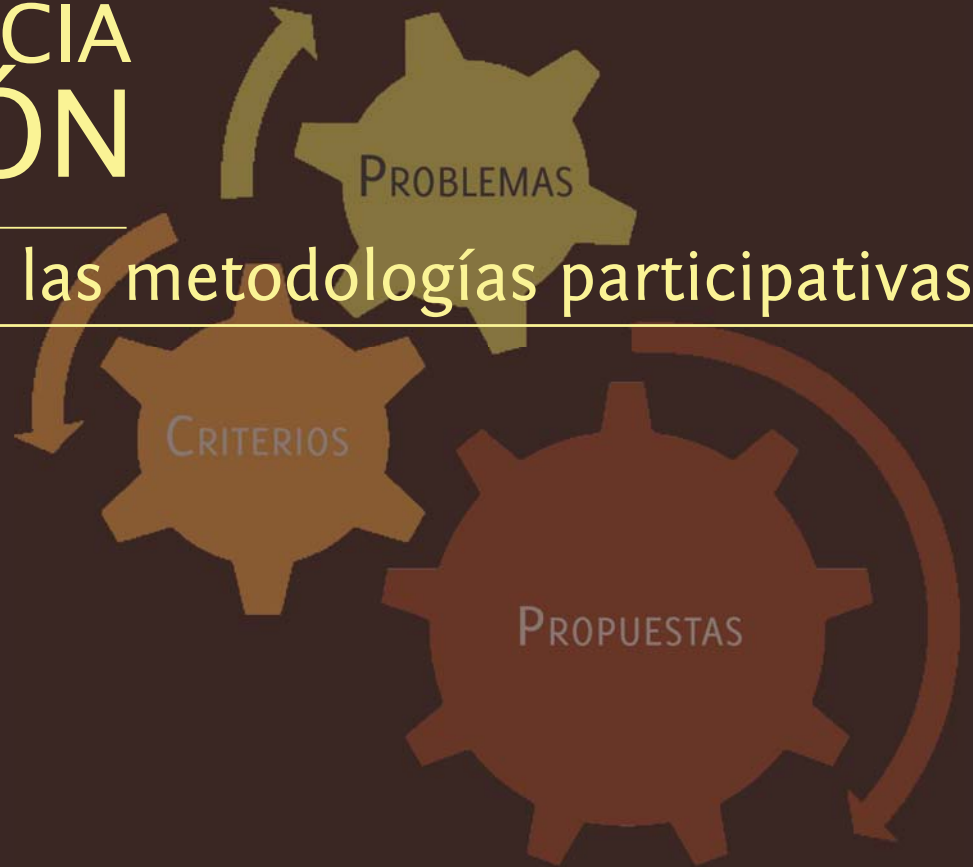 CIA
ÓN
PROBLEMAS
las metodologías participativas
CRITERIOS
PROPUESTAS